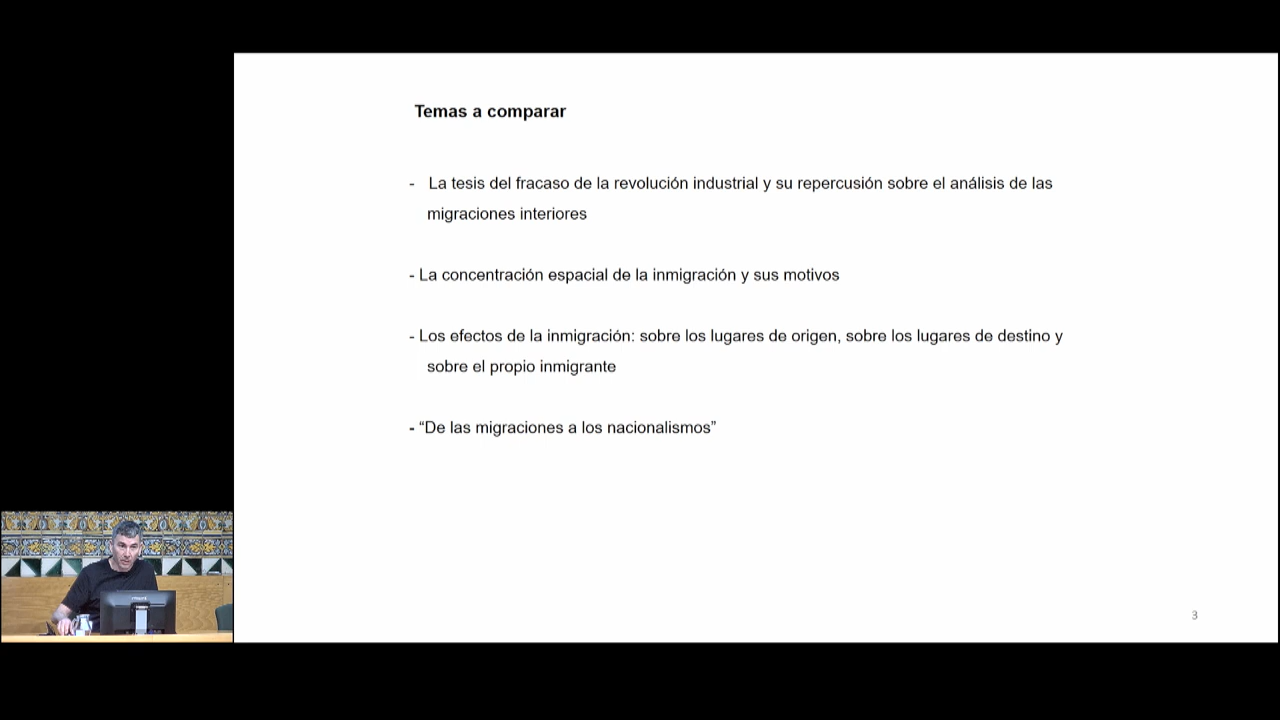 Temas a comparar
- La tesis del fracaso de la revolución industrial y su repercusión sobre el análisis de las
migraciones interiores
- La concentración espacial de la inmigración y sus motivos
- Los efectos de la inmigración: sobre los lugares de origen, sobre los lugares de destino y
sobre el propio inmigrante
- “De las migraciones a los nacionalismos”
3